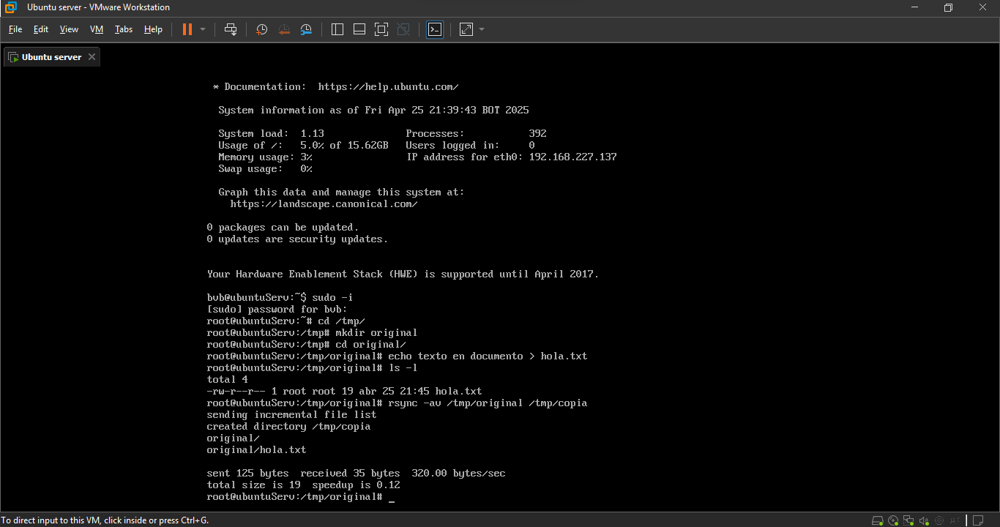 Ubuntu server - VMware Workstation
File Edit View VM Tabs Help
Ubuntu server
* Documentation:  https://help.ubuntu.com/
System information as of Fri Apr 25 21:39:43 BOT 2025
System load:  1.13              Processes:           392
Usage of /:   5.0% of 15.62GB   Users logged in:     0
Memory usage: 3%                IP address for eth0: 192.168.227.137
Swap usage:   0%
Graph this data and manage this system at:
https://landscape.canonical.com/
0 packages can be updated.
0 updates are security updates.
Your Hardware Enablement Stack (HWE) is supported until April 2017.
bvb@ubuntuServ:~$ sudo -i
[sudo] password for bvb:
root@ubuntuServ:~# cd /tmp/
root@ubuntuServ:/tmp# mkdir original
root@ubuntuServ:/tmp# cd original/
root@ubuntuServ:/tmp/original# echo texto en documento > hola.txt
root@ubuntuServ:/tmp/original# ls -l
total 4
-rw-r--r-- 1 root root 19 abr 25 21:45 hola.txt
root@ubuntuServ:/tmp/original# rsync -av /tmp/original /tmp/copia
sending incremental file list
created directory /tmp/copia
original/
original/hola.txt
sent 125 bytes  received 35 bytes  320.00 bytes/sec
total size is 19  speedup is 0.12
root@ubuntuServ:/tmp/original# _
To direct input to this VM, click inside or press Ctrl+G.